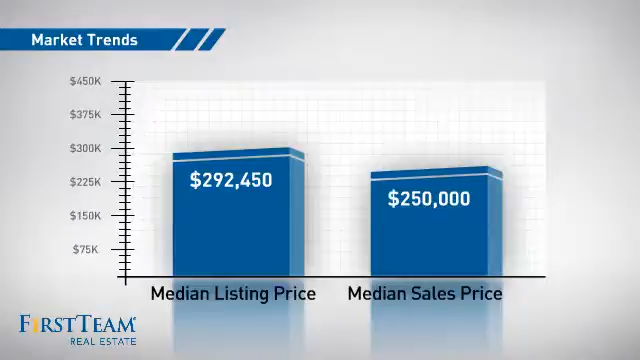 Market Trends
$450K
$375K
$300K
$225K
$150K
$75K
$292,450
$250,000
Median Listing Price
Median Sales Price
FIRSTTEAM®
REAL ESTATE